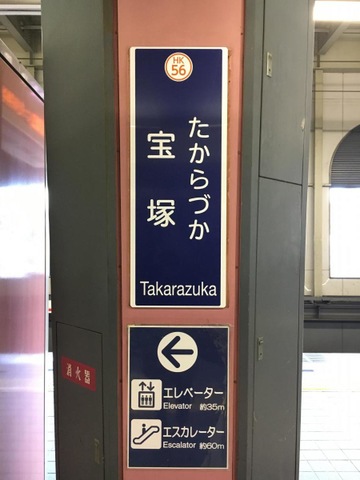 HK
56
たからづか
宝塚
Takarazuka
エレベーター
Elevator 約35m
エスカレーター
Escalator 約60m
消火器